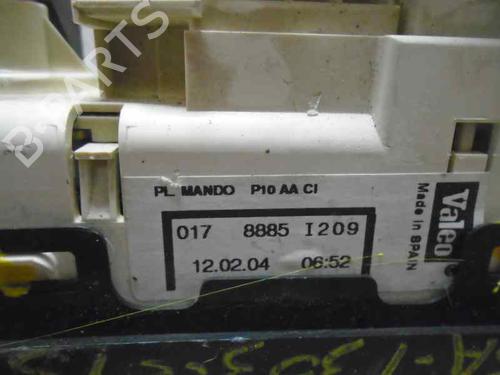 B-PARTS
PL. MANDO P10 AA CI
017 8885 I209
12.02.04 06:52
Valeo
Made in SPAIN